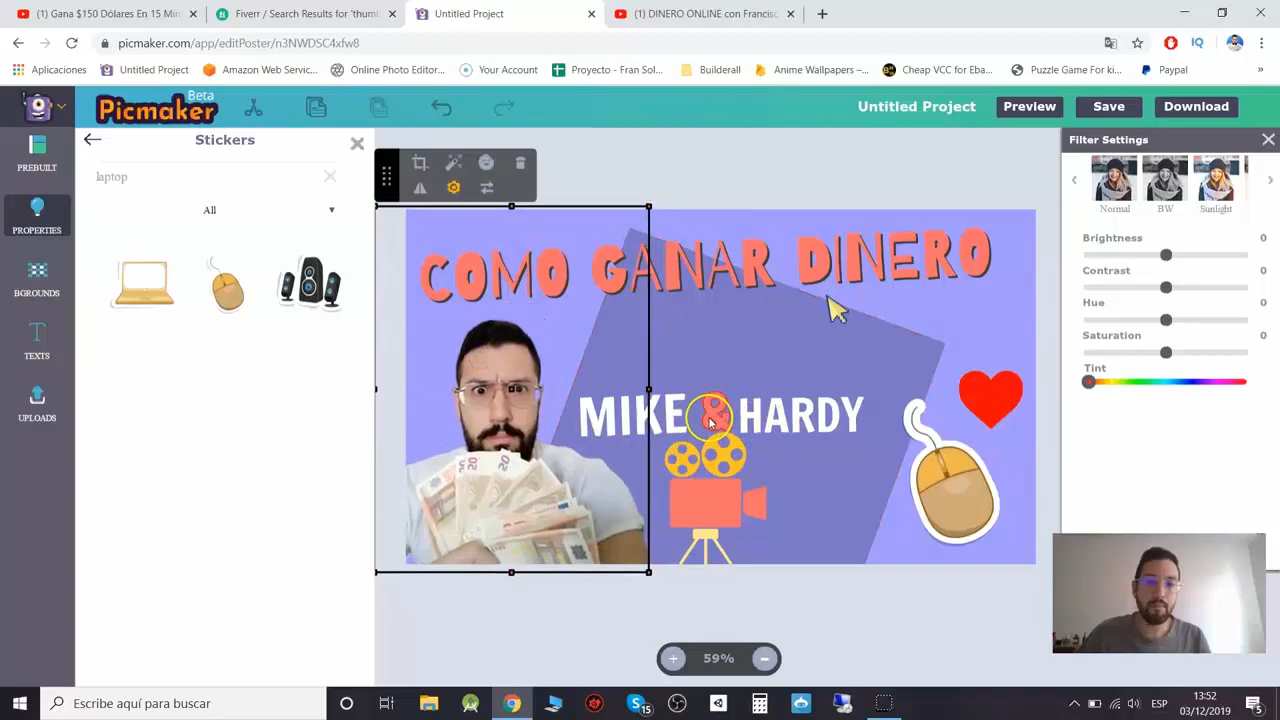 (1) Gana $150 Dólares En 15 Min
Fiverr / Search Results for 'thumb
Untitled Project
(1) DINERO ONLINE con Francisc
picmaker.com/app/editPoster/n3NWDSC4xfw8
Aplicaciones
Untitled Project
Amazon Web Servic...
Online Photo Editor...
Your Account
Proyecto - Fran Sol...
Builderall
Anime Wallpapers –...
Cheap VCC for Eba...
Puzzle Game For ki...
Paypal
Picmaker
Beta
Untitled Project
Preview
Save
Download
PREBUILT
PROPERTIES
BGROUNDS
TEXTS
UPLOADS
Stickers
laptop
All
COMO GANAR DINERO
MIKE & HARDY
20
20
59%
Filter Settings
Normal
BW
Sunlight
Brightness 0
Contrast 0
Hue 0
Saturation 0
Tint
Escribe aquí para buscar
15
ESP
13:52
03/12/2019
5